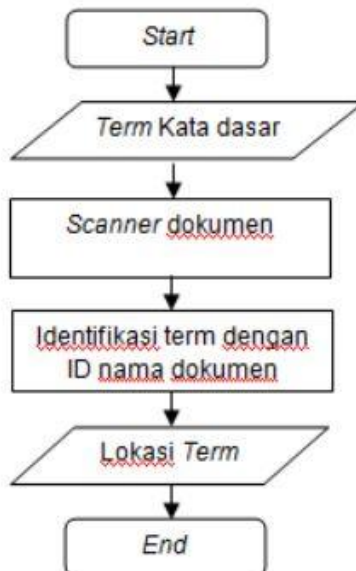 Start
Term Kata dasar
Scanner dokumen
Identifikasi term dengan
ID nama dokumen
Lokasi Term
End